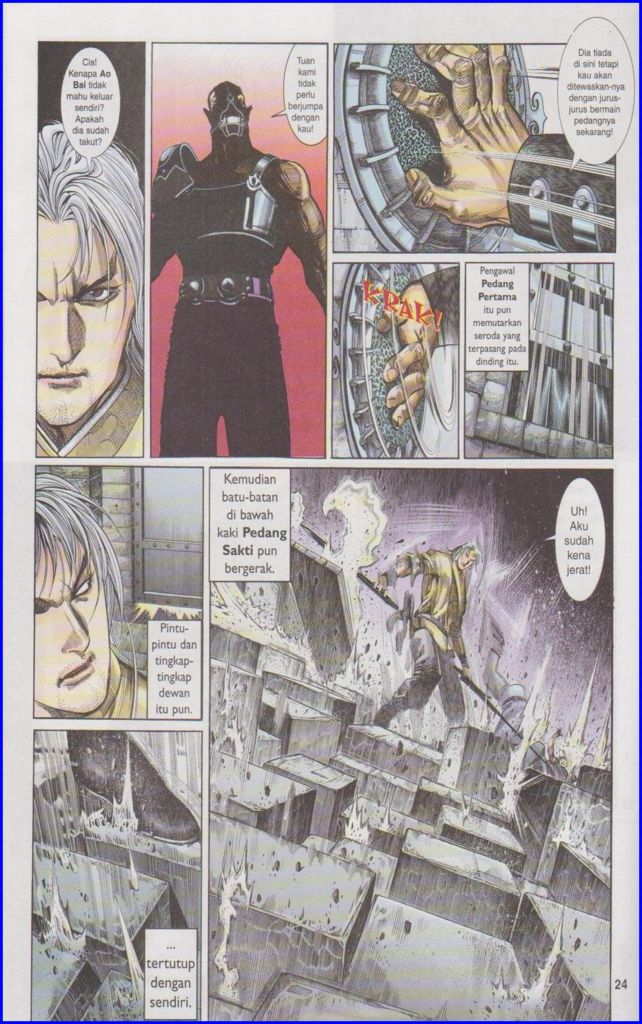 Cis!
Kenapa Ao
Bai tidak
mahu keluar
sendiri?
Apakah
dia sudah
takut?
Tuan
kami
tidak
perlu
berjumpa
dengan
kau!
Dia tiada
di sini tetapi
kau akan
ditewaskan-nya
dengan jurus-
jurus bermain
pedangnya
sekarang!
KRAK!
Pengawal
Pedang
Pertama
itu pun
memutarkan
seroda yang
terpasang pada
dinding itu.
Pintu-
pintu dan
tingkap-
tingkap
dewan
itu pun.
...
tertutup
dengan
sendiri.
Kemudian
batu-batan
di bawah
kaki Pedang
Sakti pun
bergerak.
Uh!
Aku
sudah
kena
jerat!
24